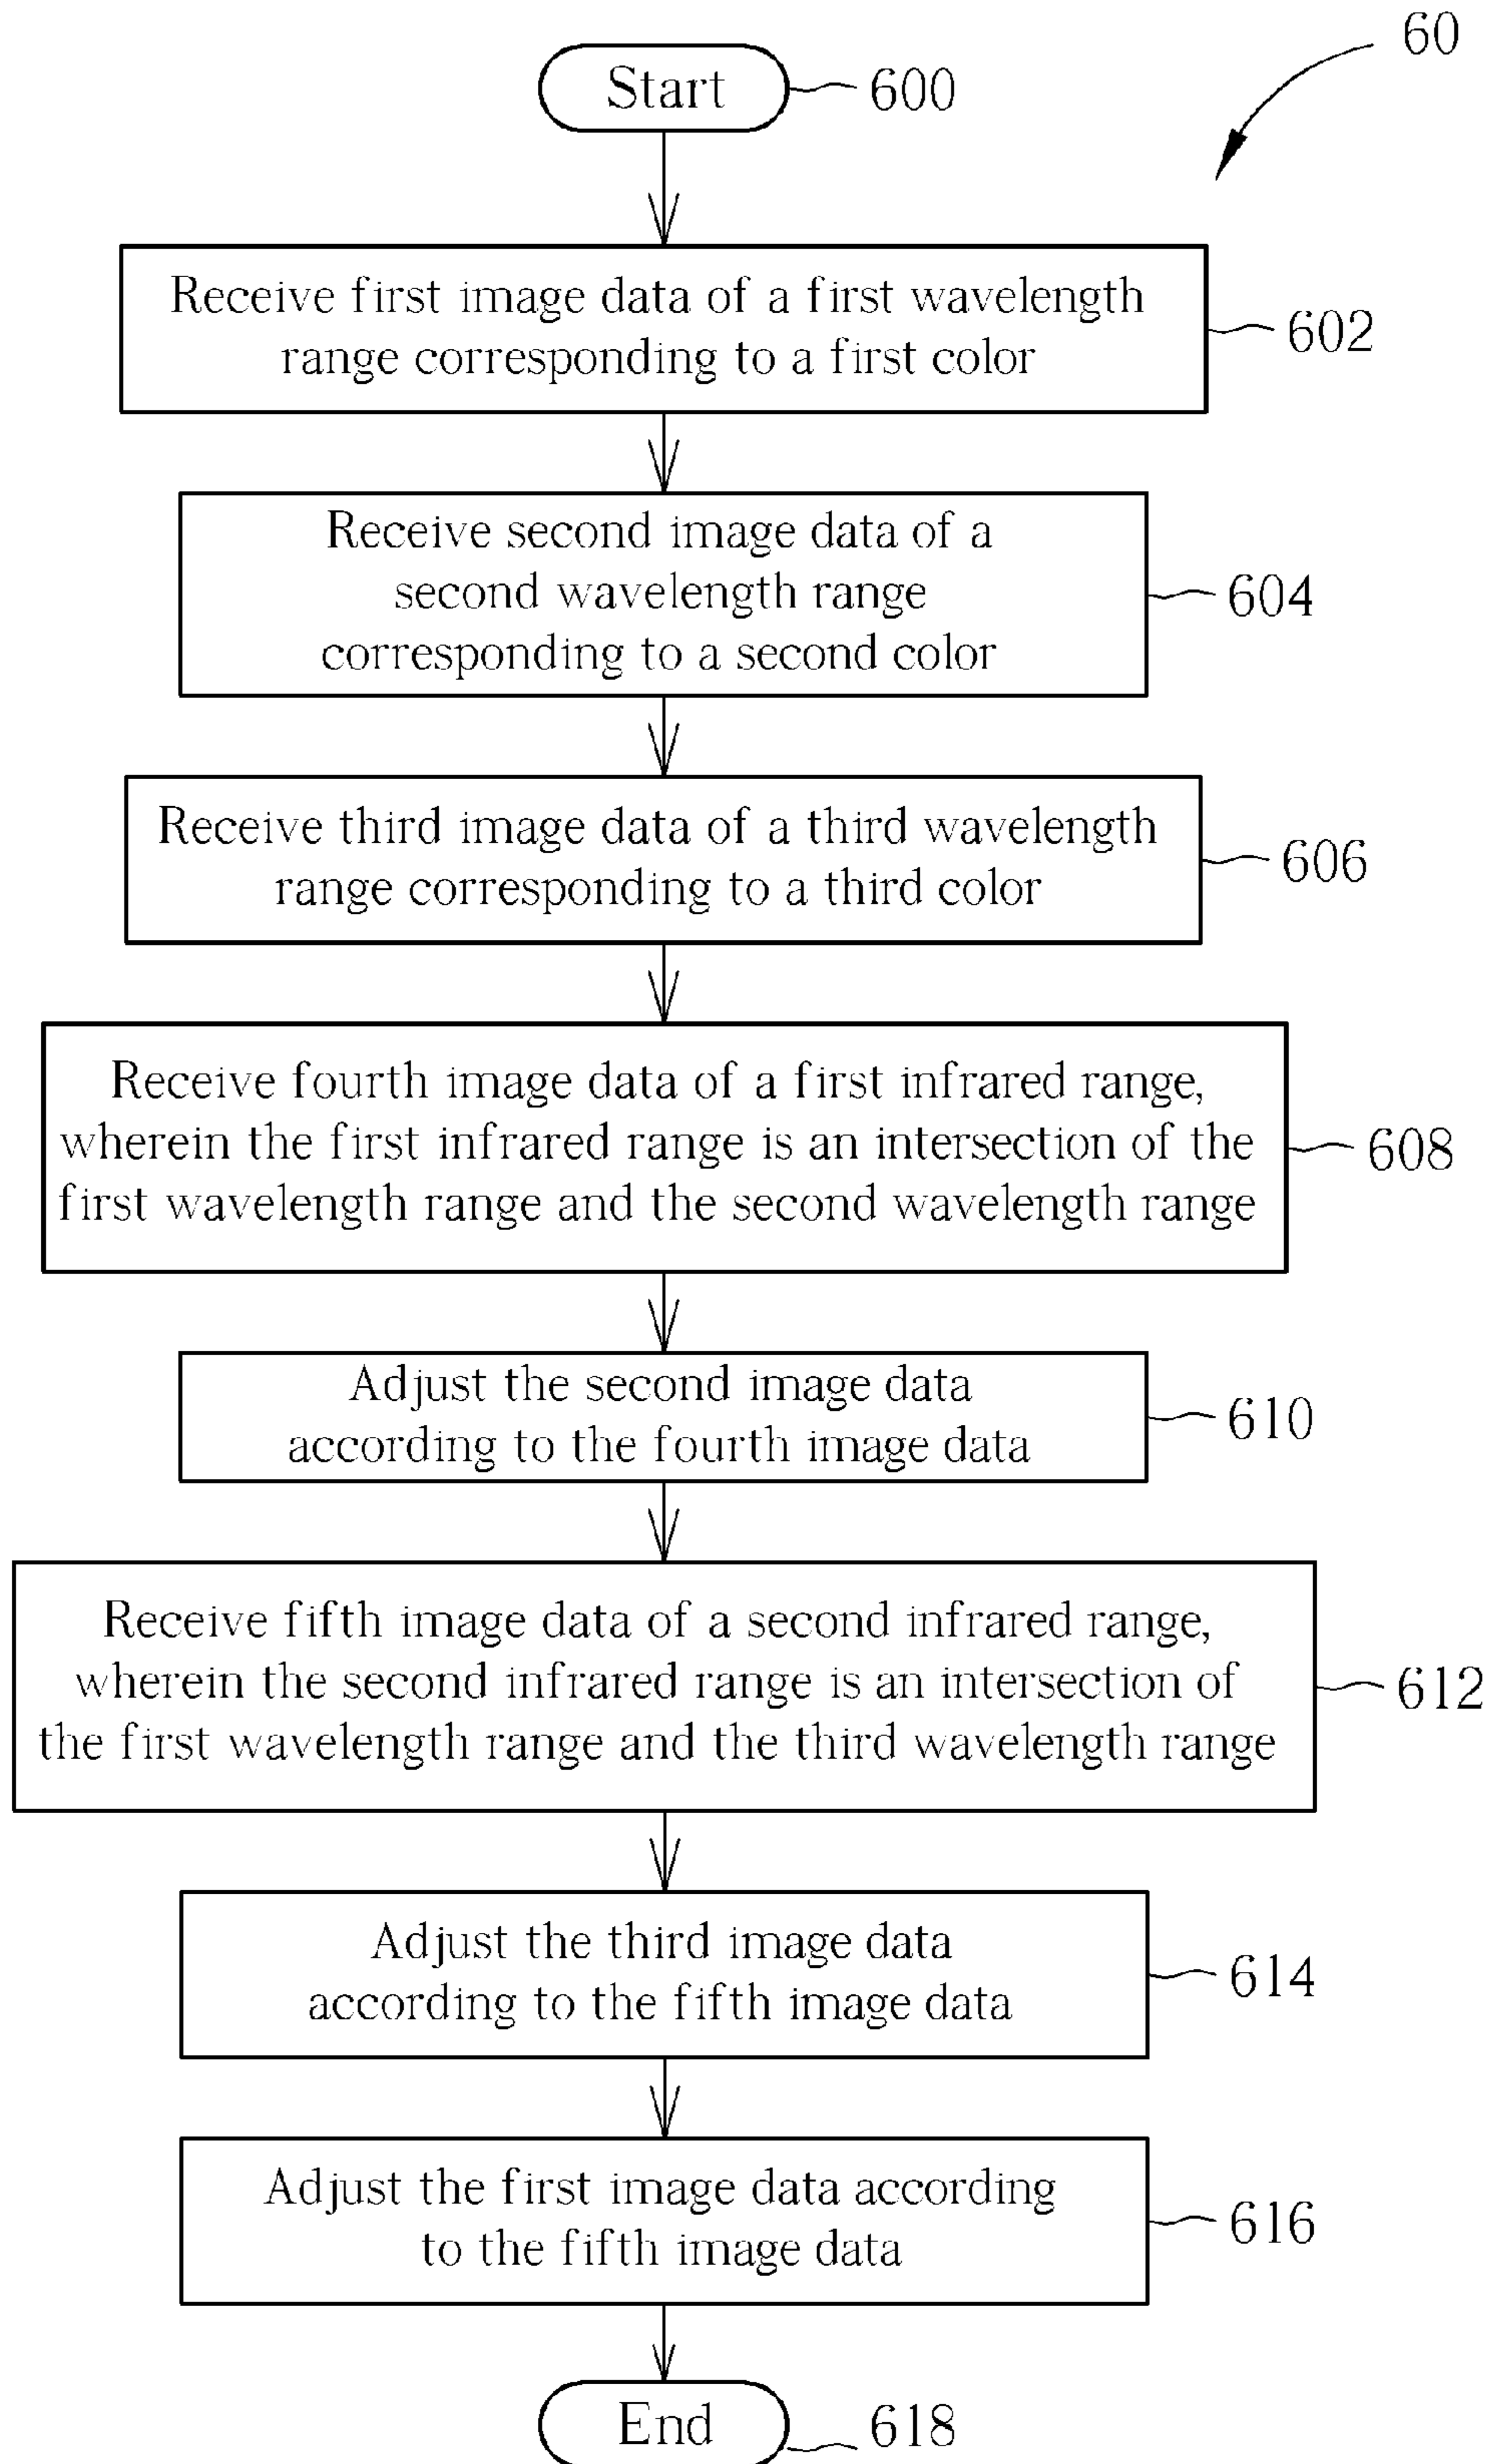 60
Start
600
Receive first image data of a first wavelength
range corresponding to a first color
602
Receive second image data of a
second wavelength range
corresponding to a second color
604
Receive third image data of a third wavelength
range corresponding to a third color
606
Receive fourth image data of a first infrared range,
wherein the first infrared range is an intersection of the
first wavelength range and the second wavelength range
608
Adjust the second image data
according to the fourth image data
610
Receive fifth image data of a second infrared range,
wherein the second infrared range is an intersection of
the first wavelength range and the third wavelength range
612
Adjust the third image data
according to the fifth image data
614
Adjust the first image data according
to the fifth image data
616
End
618